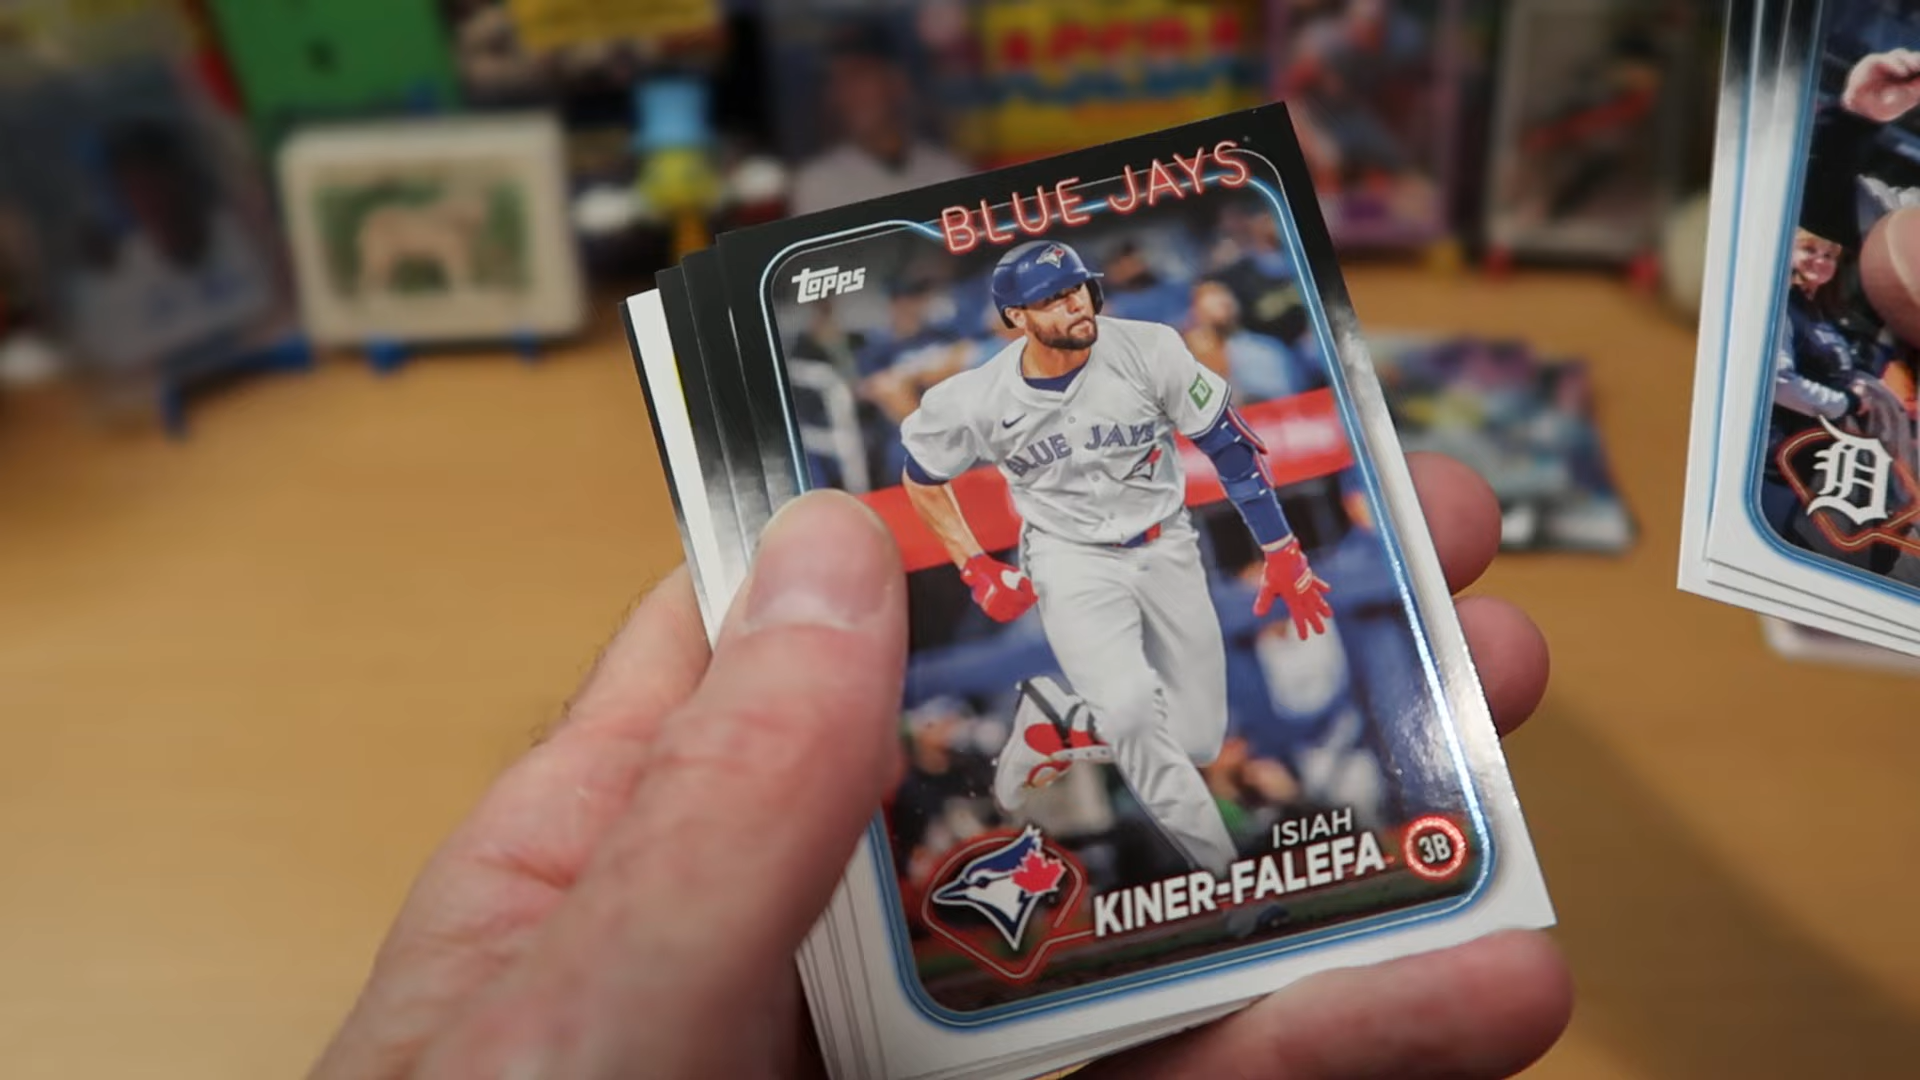 BLUE JAYS
Topps
BLUE JAYS
ISIAH
KINER-FALEFA
3B
D